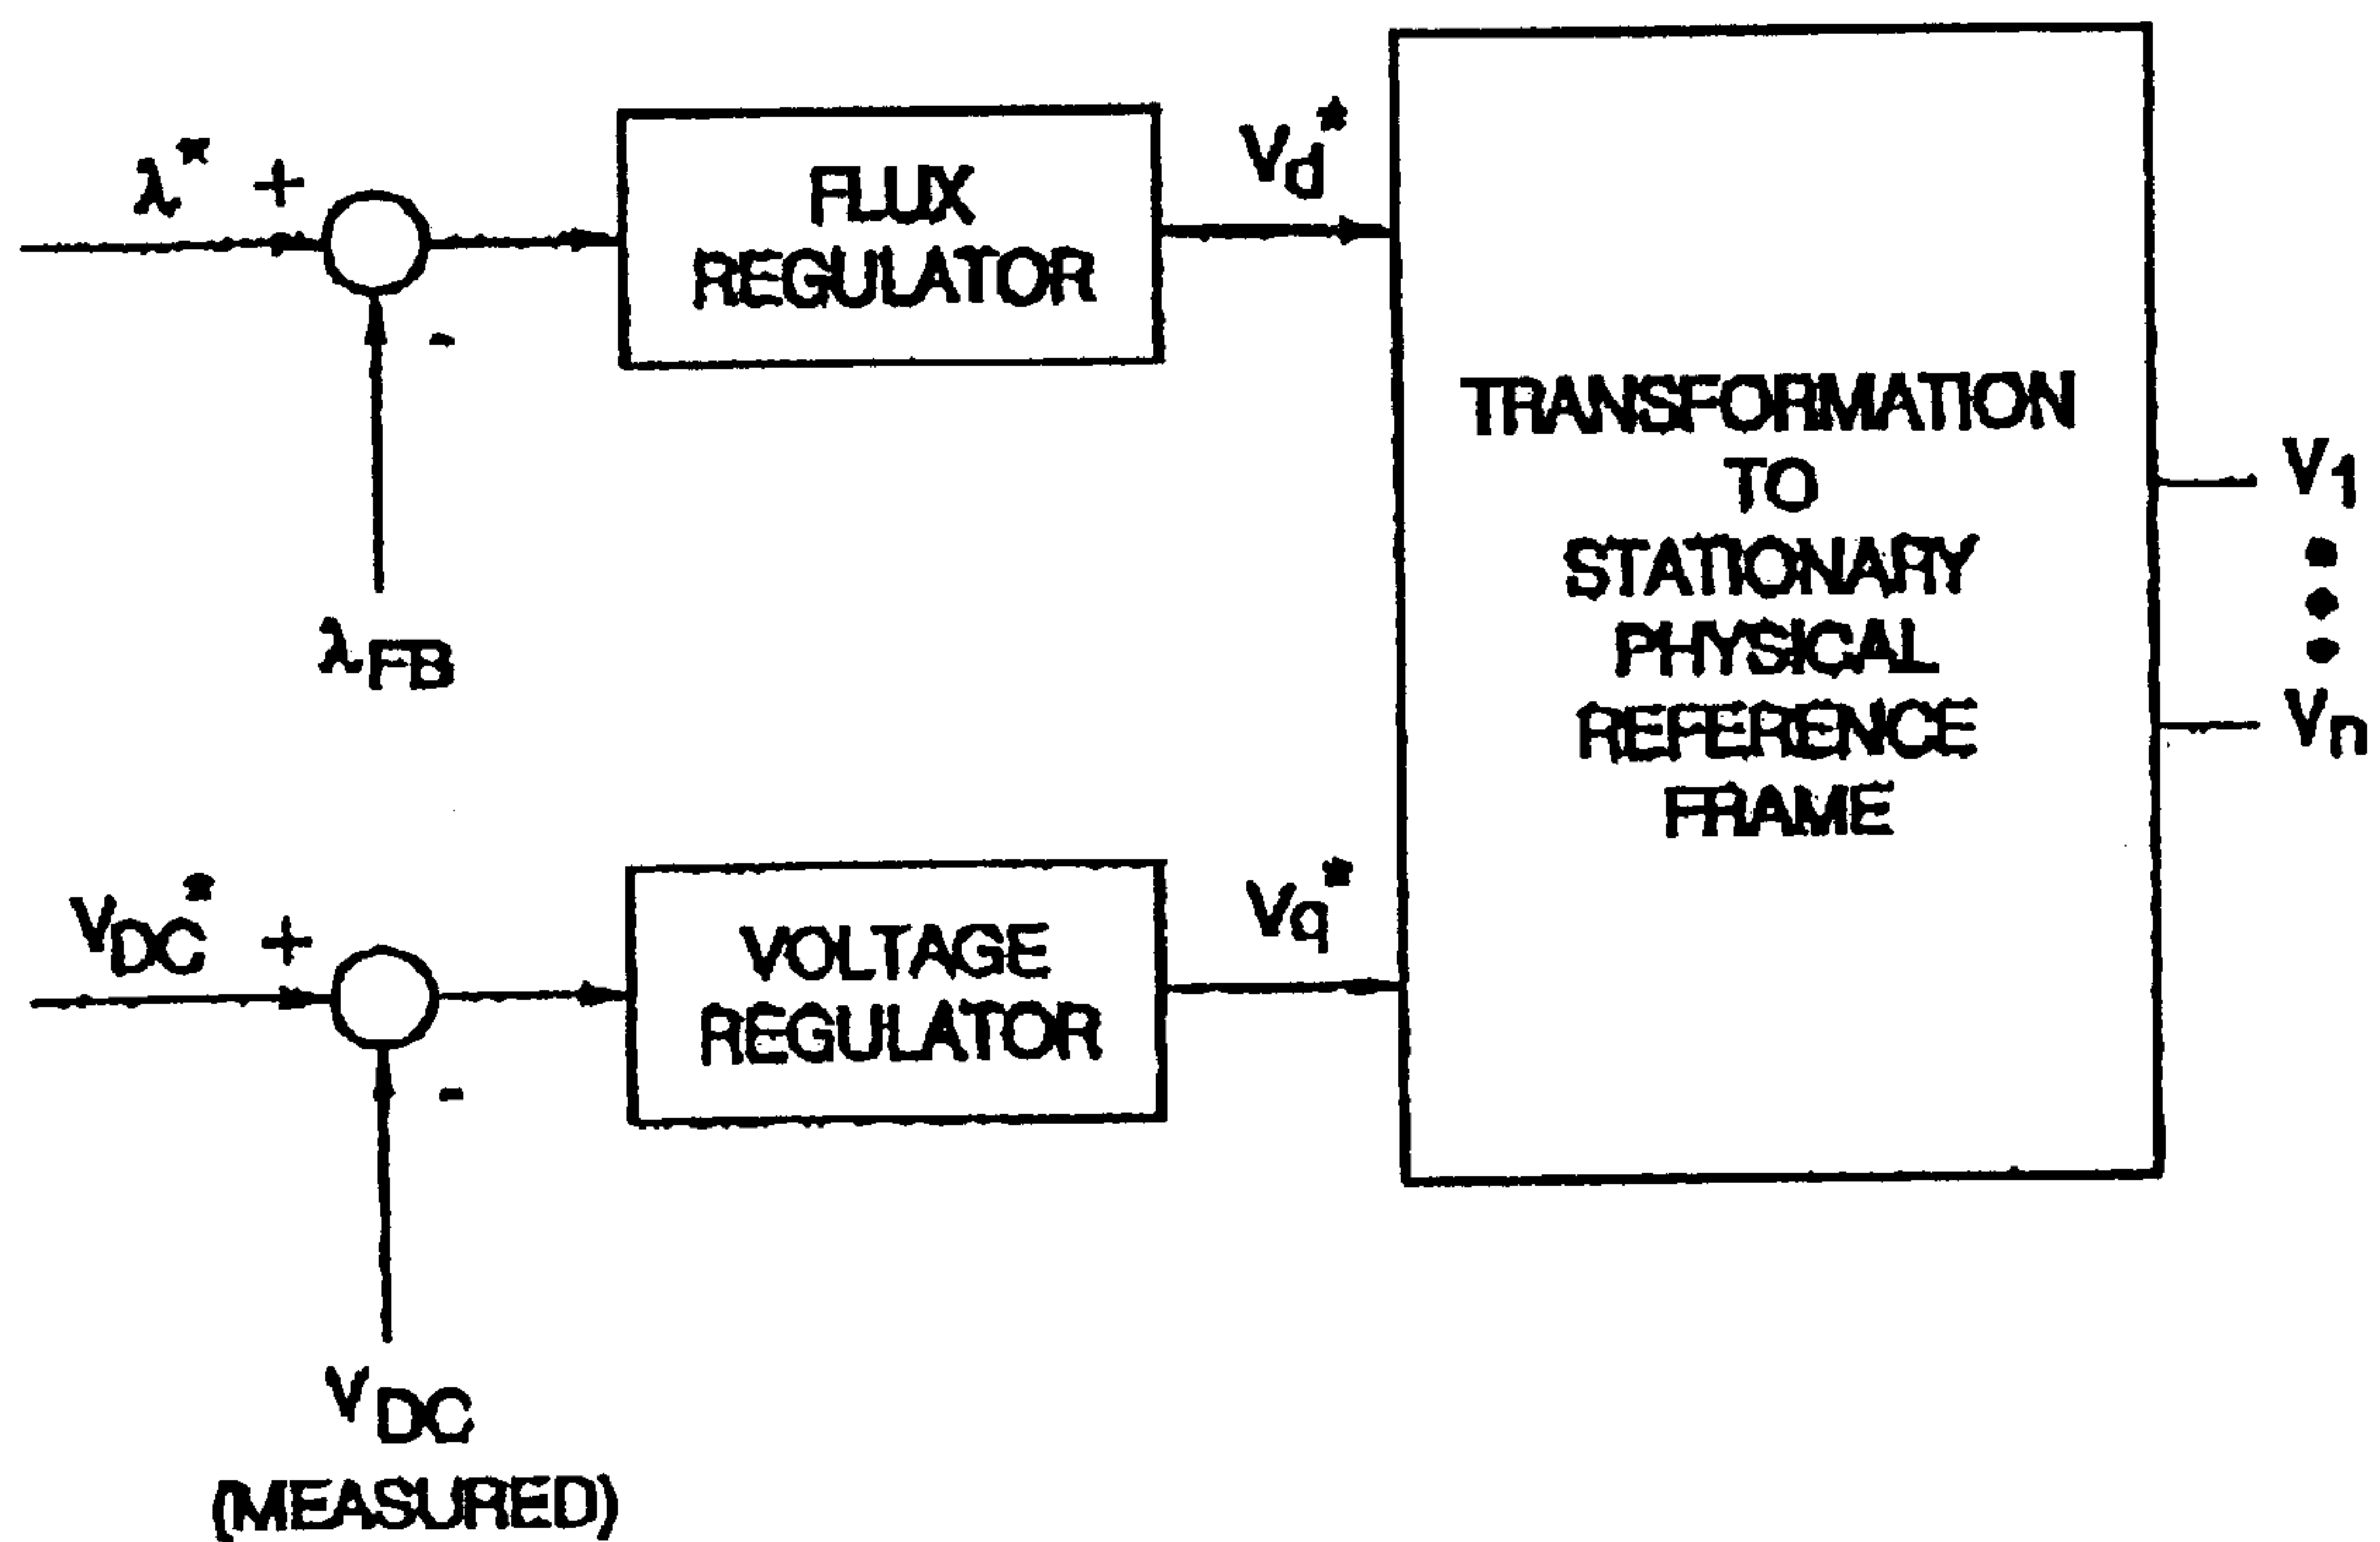 λ* +
FLUX
REGULATOR
Vd*
-
λFB
TRANSFORMATION
TO
STATIONARY
PHYSICAL
REFERENCE
FRAME
V1
Vn
VDC* +
VOLTAGE
REGULATOR
Vq*
-
VDC
(MEASURED)